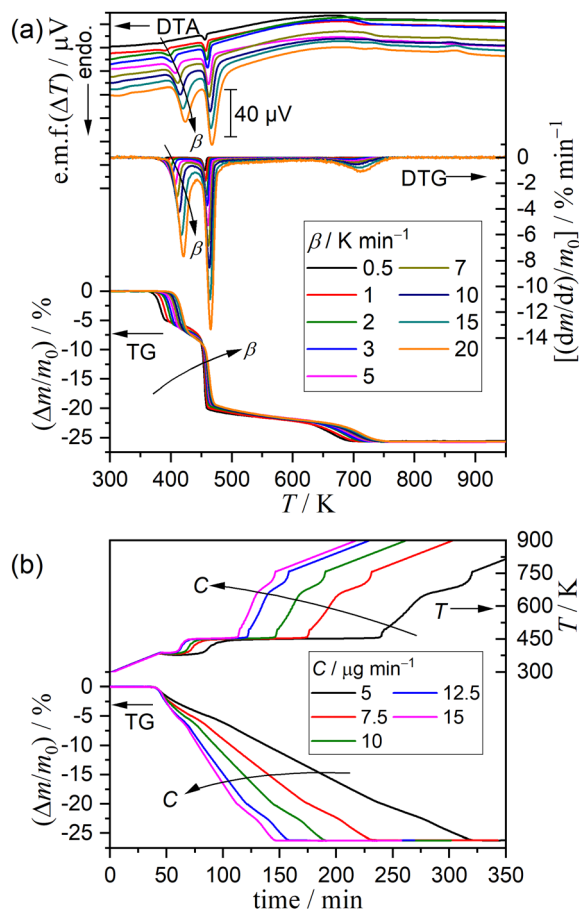 (a)
DTA
e.m.f.(ΔT) / µV
endo.
40 µV
β
0
-2
-4
-6
-8
-10
-12
-14
DTG
[(dm/dt)/m₀] / % min⁻¹
β
β / K min⁻¹
0.5 7
1 10
2 15
3 20
5
0
-5
-10
-15
-20
-25
(Δm/m₀) / %
TG
β
300 400 500 600 700 800 900
T / K
(b)
900
750
600
450
300
T / K
C
T
C / µg min⁻¹
5 12.5
7.5 15
10
0
-5
-10
-15
-20
-25
(Δm/m₀) / %
TG
C
0 50 100 150 200 250 300 350
time / min